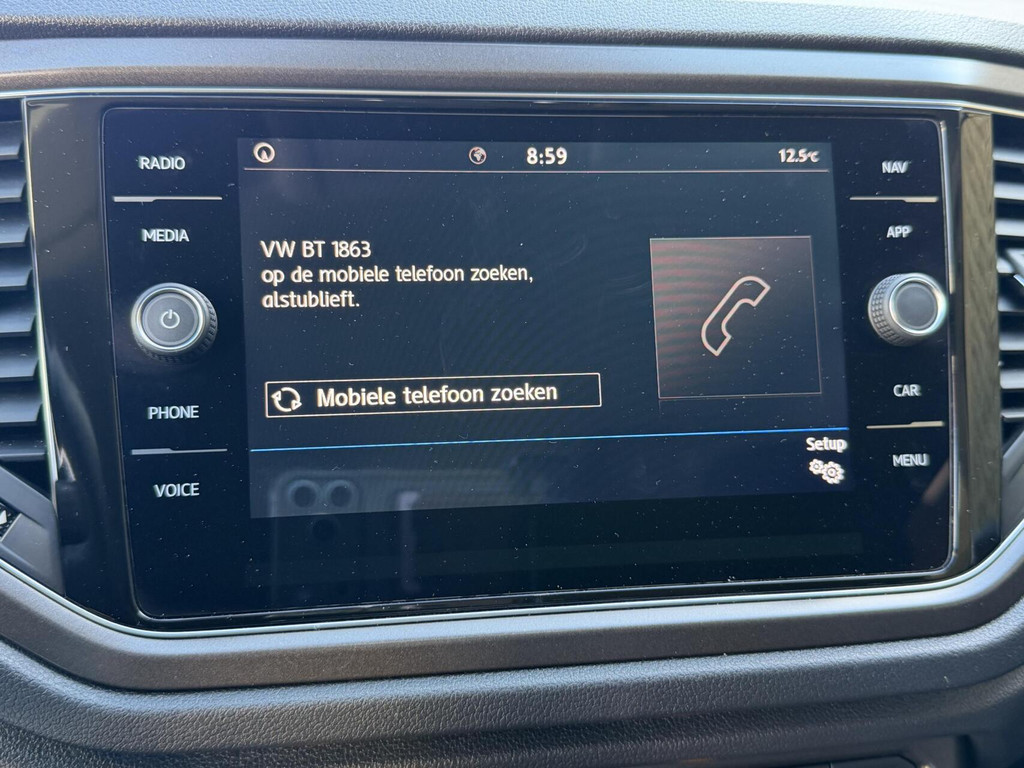 RADIO
MEDIA
PHONE
VOICE
8:59
12.5°C
VW BT 1863
op de mobiele telefoon zoeken,
alstublieft.
Mobiele telefoon zoeken
Setup
NAV
APP
CAR
MENU